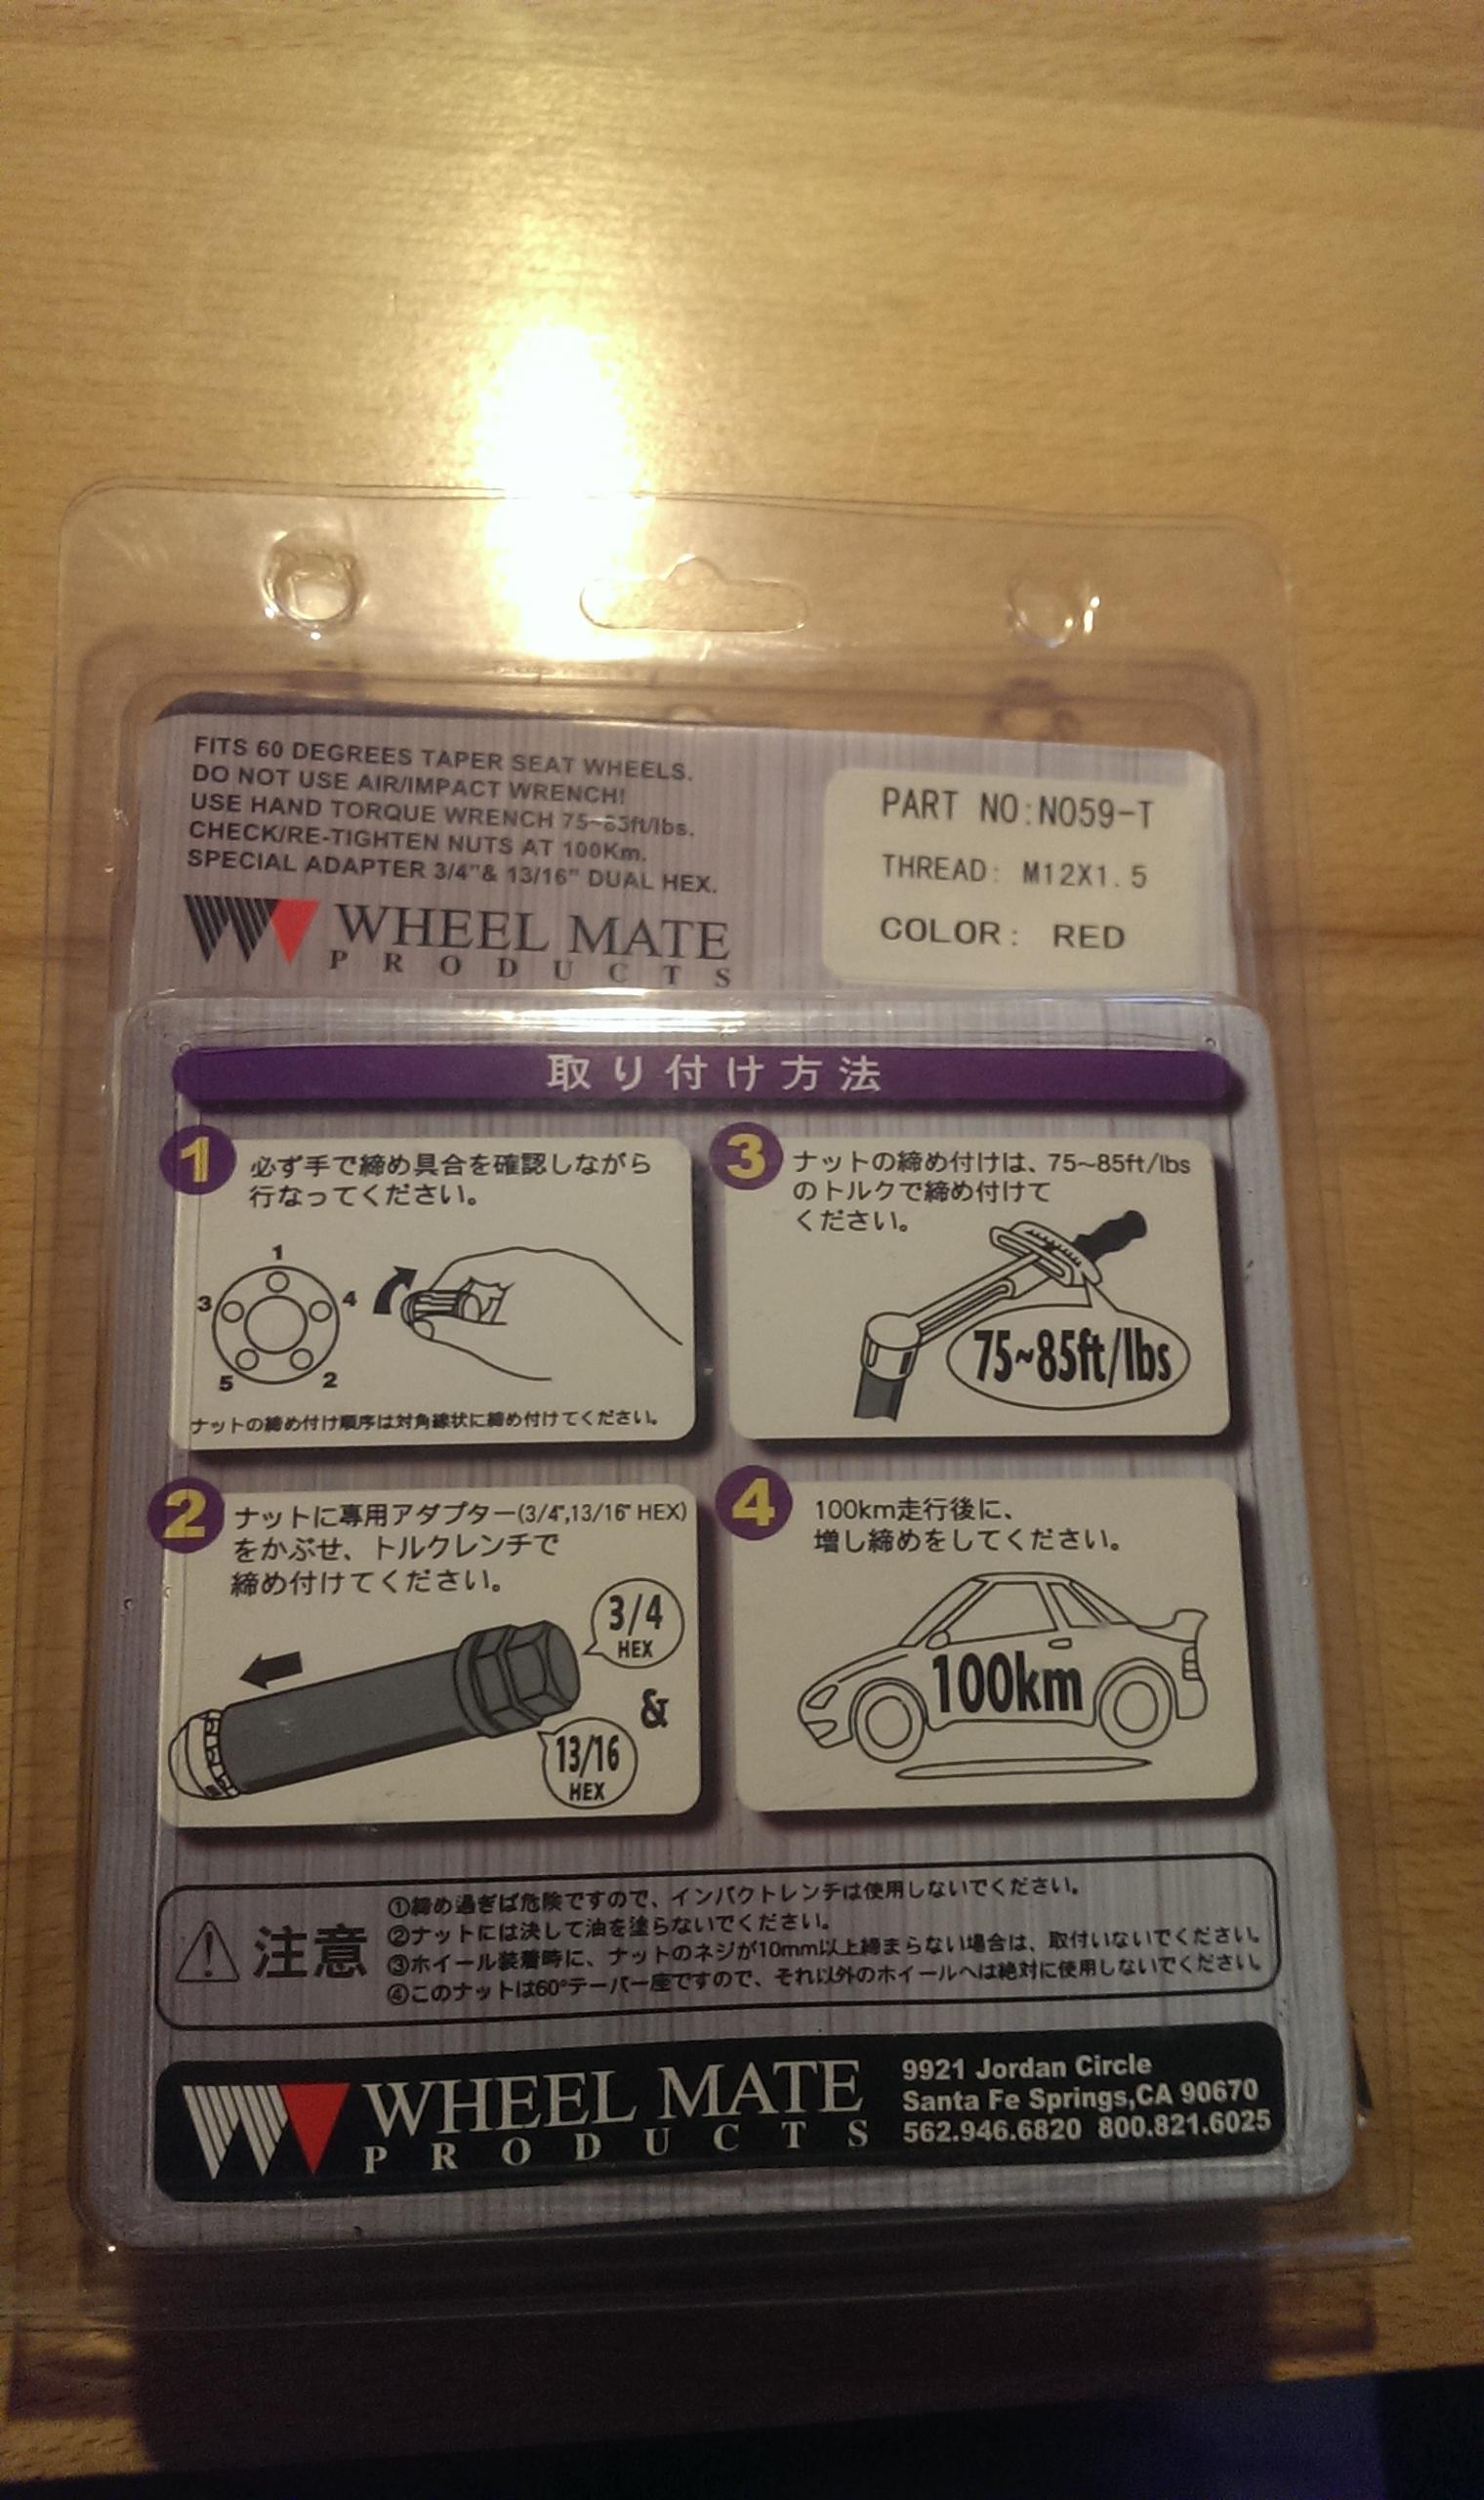 FITS 60 DEGREES TAPER SEAT WHEELS.
DO NOT USE AIR/IMPACT WRENCH!
USE HAND TORQUE WRENCH 75~83ft/lbs.
CHECK/RE-TIGHTEN NUTS AT 100Km.
SPECIAL ADAPTER 3/4"& 13/16" DUAL HEX.
WHEEL MATE
PRODUCTS
PART NO:N059-T
THREAD: M12X1.5
COLOR: RED
取り付け方法
1
必ず手で締め具合を確認しながら
行なってください。
1
3
4
5
2
ナットの締め付け順序は対角線状に締め付けてください。
2
ナットに専用アダプター(3/4",13/16" HEX)
をかぶせ、トルクレンチで
締め付けてください。
3/4
HEX
&
13/16
HEX
3
ナットの締め付けは、75~85ft/lbs
のトルクで締め付けて
ください。
75~85ft/lbs
4
100km走行後に、
増し締めをしてください。
100km
注意
①締め過ぎば危険ですので、インパクトレンチは使用しないでください。
②ナットには決して油を塗らないでください。
③ホイール装着時に、ナットのネジが10mm以上締まらない場合は、取付いないでください。
④このナットは60°テーパー座ですので、それ以外のホイールへは絶対に使用しないでください。
WHEEL MATE
PRODUCTS
9921 Jordan Circle
Santa Fe Springs,CA 90670
562.946.6820 800.821.6025